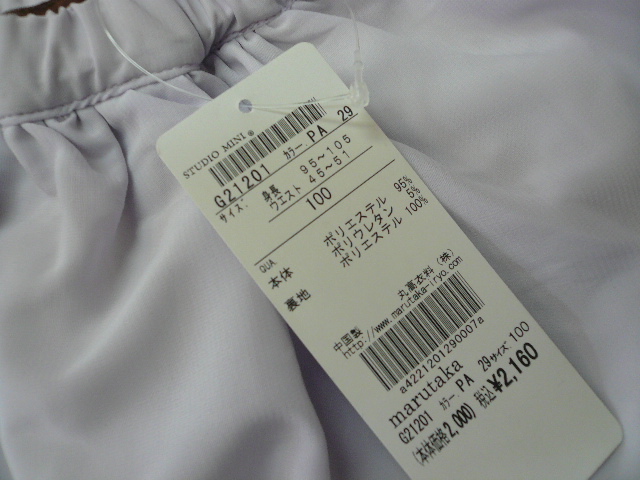 STUDIO MINI®
G21201 カラー. PA 29
サイズ: 身長 95～105
ウエスト 45～51
100
QUA
本体 ポリエステル 95%
ポリウレタン 5%
裏地 ポリエステル 100%
中国製 丸高衣料(株)
http://www.marutaka-iryo.com
a4221201290007a
marutaka
G21201 カラー. PA 29サイズ 100
(本体価格2,000) 税込¥2,160